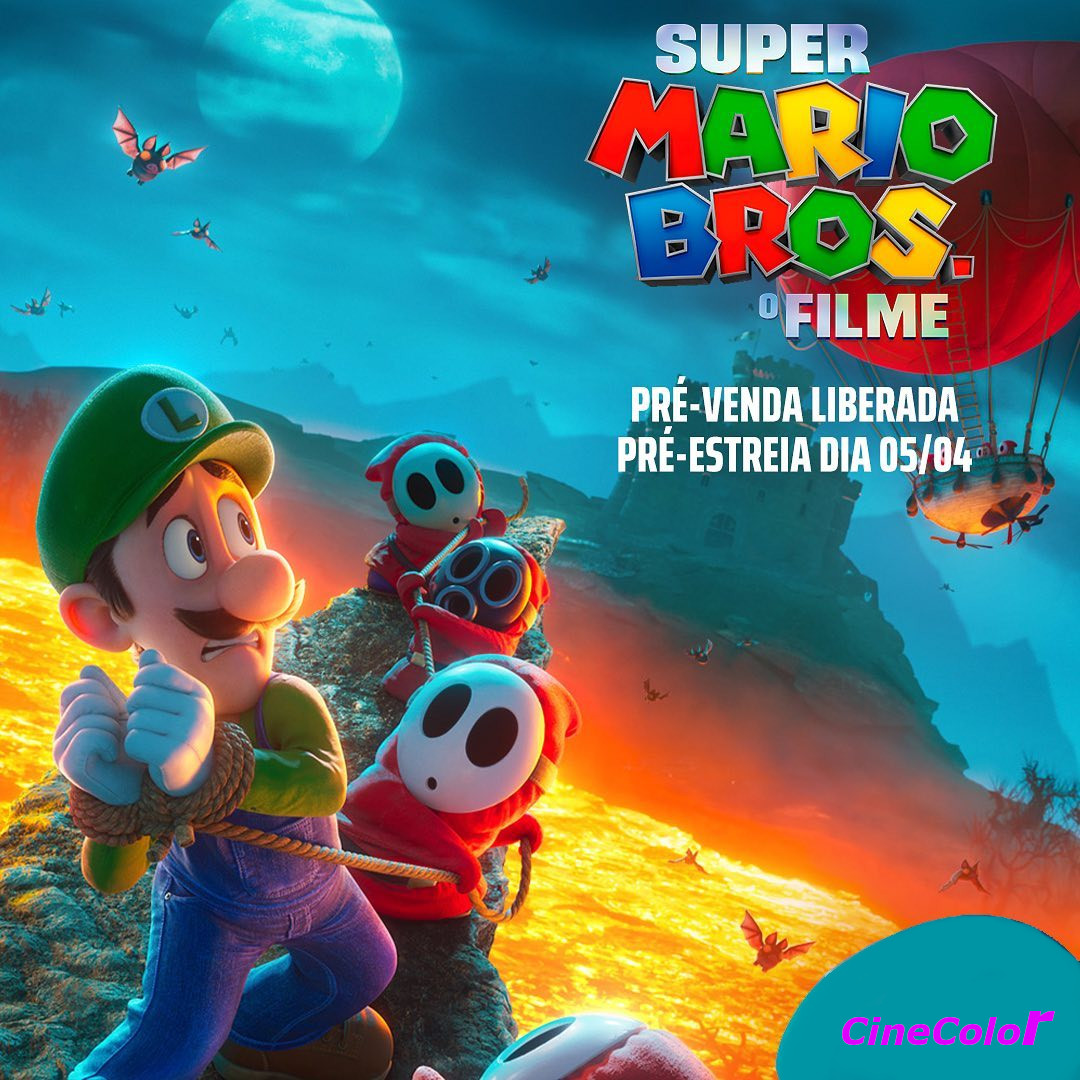 SUPER
MARIO
BROS.
O FILME
PRÉ-VENDA LIBERADA
PRÉ-ESTREIA DIA 05/04
L
CineColor